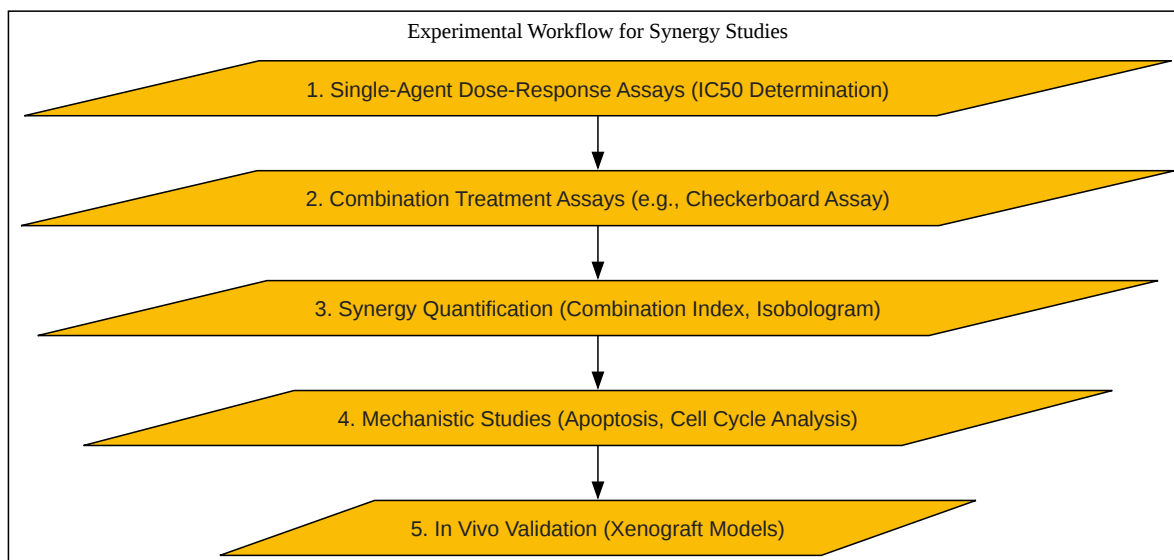 Experimental Workflow for Synergy Studies
1. Single-Agent Dose-Response Assays (IC50 Determination)
2. Combination Treatment Assays (e.g., Checkerboard Assay)
3. Synergy Quantification (Combination Index, Isobologram)
4. Mechanistic Studies (Apoptosis, Cell Cycle Analysis)
5. In Vivo Validation (Xenograft Models)